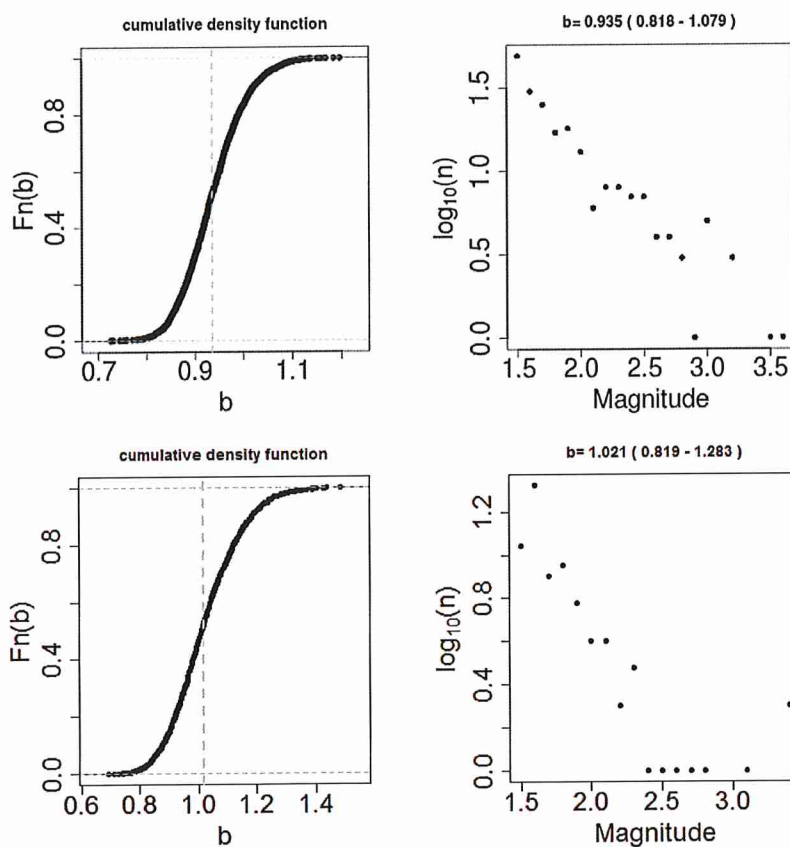 cumulative density function
Fn(b)
0.0 0.4 0.8
0.7 0.9 1.1
b
b= 0.935 ( 0.818 - 1.079 )
log₁₀(n)
0.0 0.5 1.0 1.5
1.5 2.0 2.5 3.0 3.5
Magnitude
cumulative density function
Fn(b)
0.0 0.4 0.8
0.6 0.8 1.0 1.2 1.4
b
b= 1.021 ( 0.819 - 1.283 )
log₁₀(n)
0.0 0.4 0.8 1.2
1.5 2.0 2.5 3.0
Magnitude